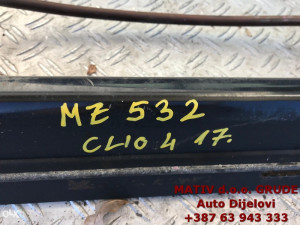 MZ 532
CLIO 4 17.
MATIV d.o.o. GRUDE
Auto Dijelovi
+387 63 943 333